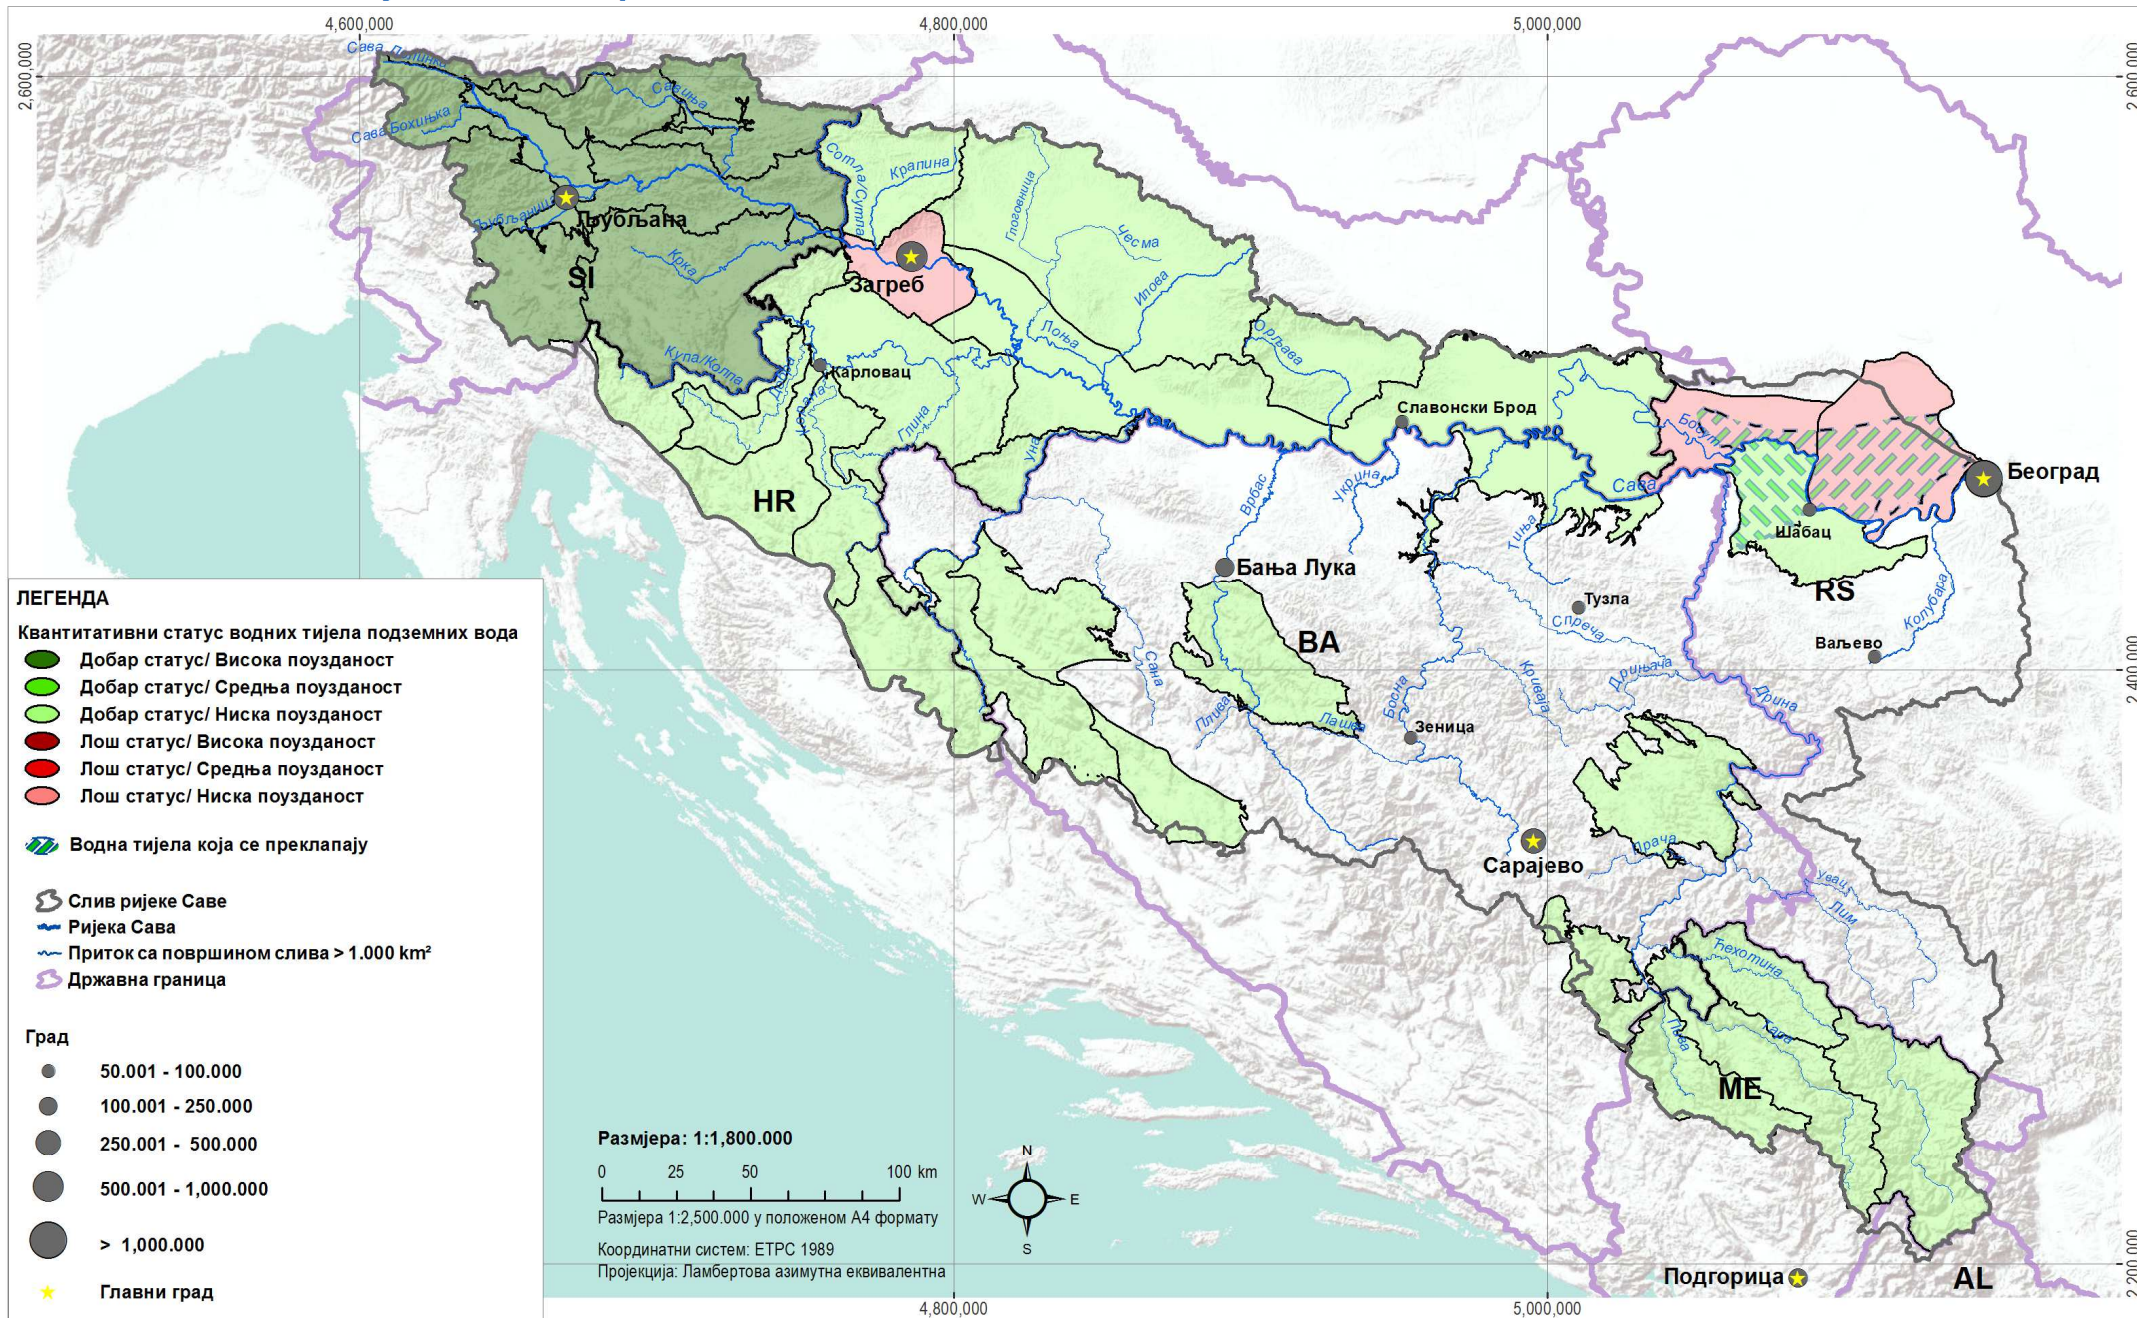 4,600,000
4,800,000
5,000,000
2,600,000
2,600,000
Сава Долинка
Савиња
Сава Бохињка
Сотла/Сутла
Крапина
Глоговница
Чесма
Љубљаница
Љубљана
Крка
SI
Загреб
Илова
Лоња
Орљава
Купа/Колпа
Добра
Карловац
Корана
Глина
Славонски Брод
Босут
Београд
HR
Уна
Врбас
Укрина
Сава
Шабац
Тиња
RS
Колубара
Бања Лука
Тузла
Спреча
BA
Ваљево
Сана
Дрињача
2,400,000
Криваја
Босна
Дрина
Плива
Лашва
Зеница
Прача
Сарајево
Увац
Лим
Ћехотина
Пива
Тара
ME
Подгорица
AL
2,200,000
4,800,000
5,000,000
ЛЕГЕНДА
Квантитативни статус водних тијела подземних вода
Добар статус/ Висока поузданост
Добар статус/ Средња поузданост
Добар статус/ Ниска поузданост
Лош статус/ Висока поузданост
Лош статус/ Средња поузданост
Лош статус/ Ниска поузданост
Водна тијела која се преклапају
Слив ријеке Саве
Ријека Сава
Приток са површином слива > 1.000 km²
Државна граница
Град
50.001 - 100.000
100.001 - 250.000
250.001 - 500.000
500.001 - 1,000.000
> 1,000.000
Главни град
Размјера: 1:1,800.000
0 25 50 100 km
Размјера 1:2,500.000 у положеном А4 формату
Координатни систем: ЕТРС 1989
Пројекција: Ламбертова азимутна еквивалентна
N
W E
S